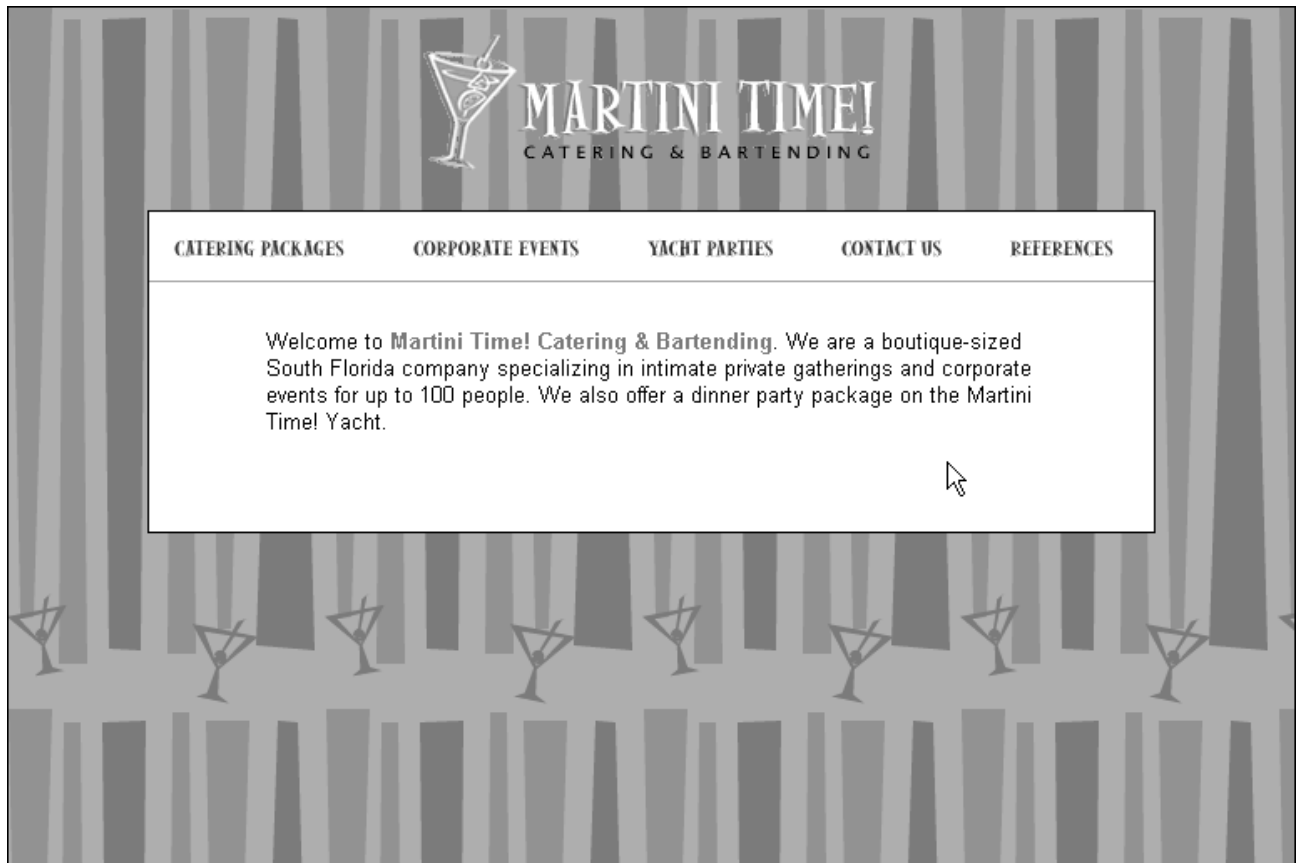 MARTINI TIME!
CATERING & BARTENDING
CATERING PACKAGES CORPORATE EVENTS YACHT PARTIES CONTACT US REFERENCES
Welcome to Martini Time! Catering & Bartending. We are a boutique-sized
South Florida company specializing in intimate private gatherings and corporate
events for up to 100 people. We also offer a dinner party package on the Martini
Time! Yacht.